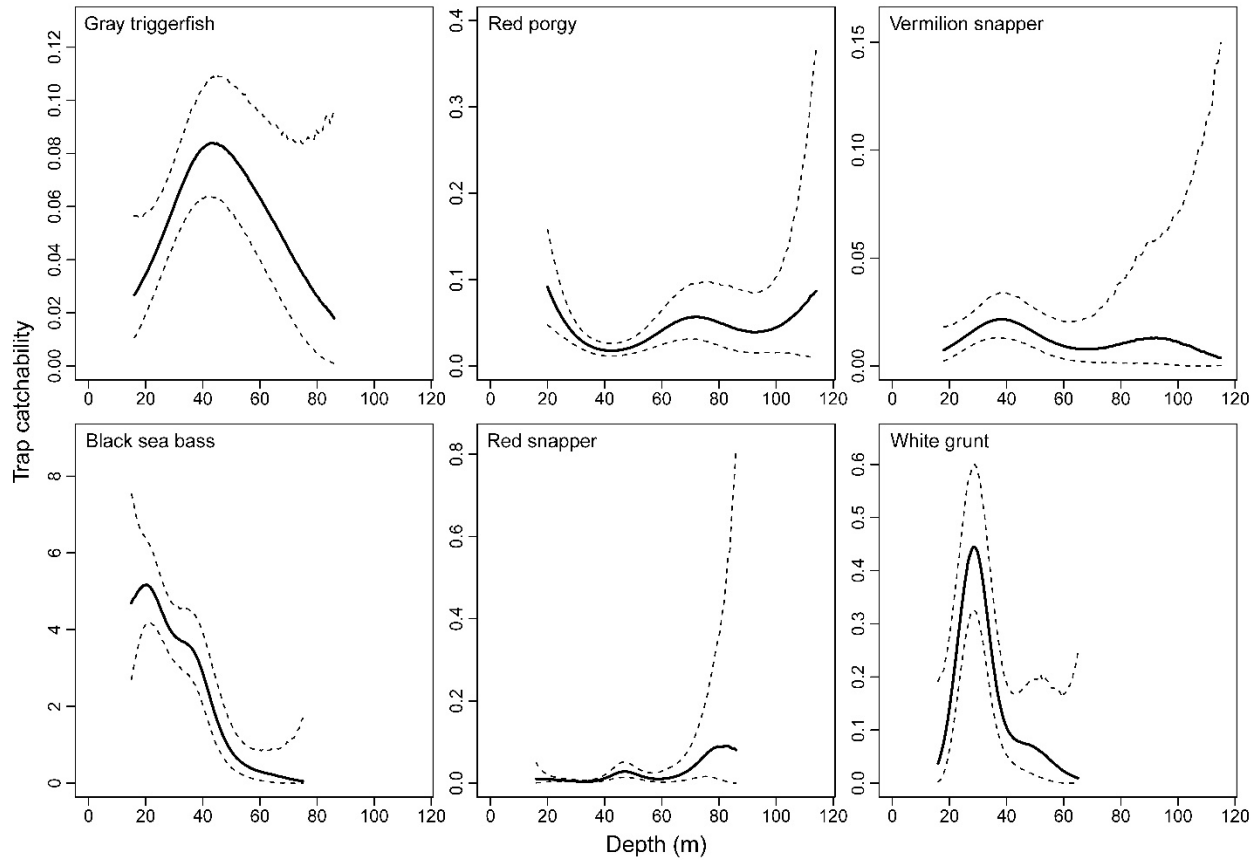 Gray triggerfish
Red porgy
Vermilion snapper
0.12
0.10
0.08
0.06
0.04
0.02
0.00
0.4
0.3
0.2
0.1
0.0
0.15
0.10
0.05
0.00
0 20 40 60 80 100 120
0 20 40 60 80 100 120
0 20 40 60 80 100 120
Trap catchability
Black sea bass
Red snapper
White grunt
8
6
4
2
0
0.8
0.6
0.4
0.2
0.0
0.6
0.5
0.4
0.3
0.2
0.1
0.0
0 20 40 60 80 100 120
0 20 40 60 80 100 120
0 20 40 60 80 100 120
Depth (m)